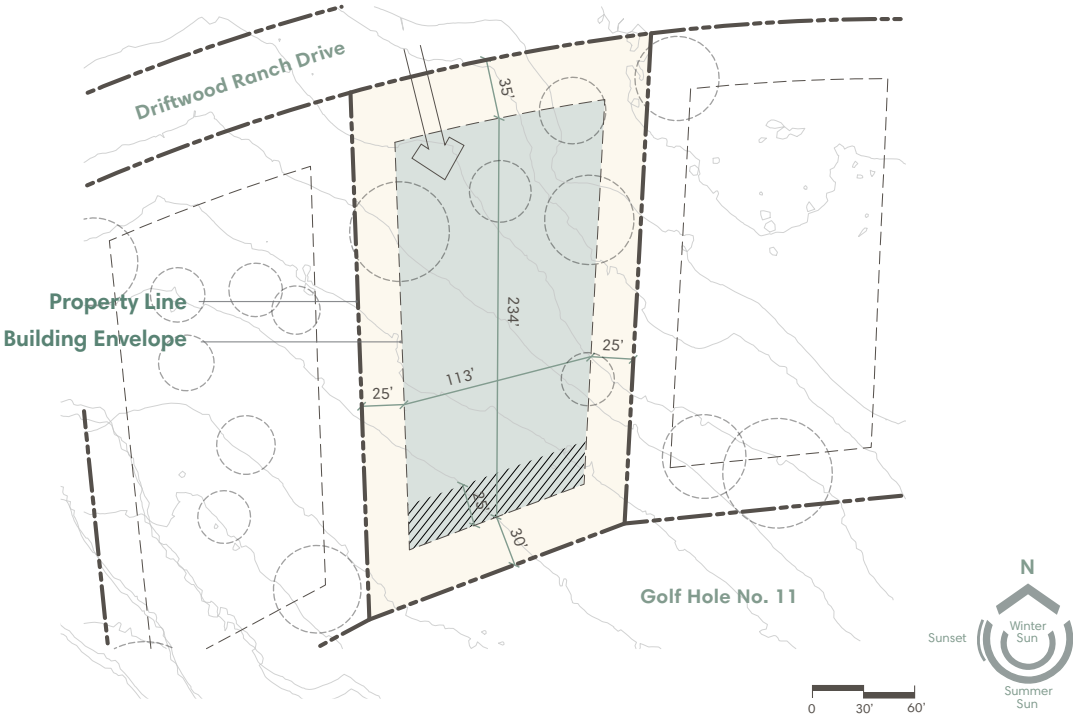 Driftwood Ranch Drive
35'
Property Line
Building Envelope
234'
25'
113'
25'
25'
30'
Golf Hole No. 11
N
Sunset
Winter
Sun
Summer
Sun
0 30' 60'